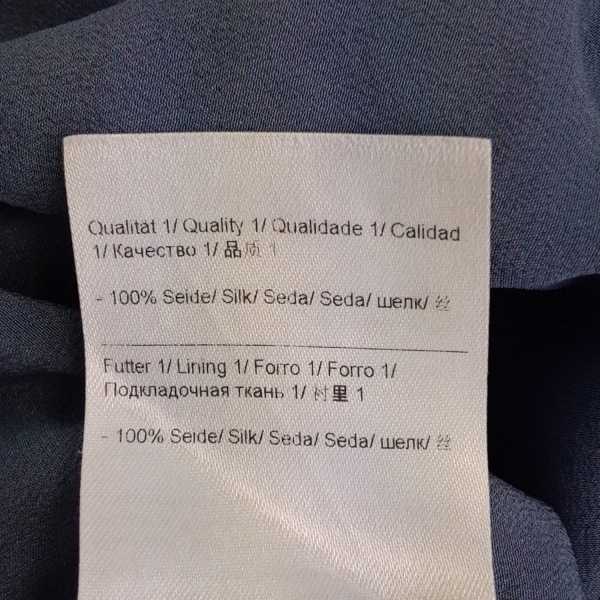 Qualität 1/ Quality 1/ Qualidade 1/ Calidad
1/ Качество 1/ 品质 1
- 100% Seide/ Silk/ Seda/ Seda/ шелк/ 丝
Futter 1/ Lining 1/ Forro 1/ Forro 1/
Подкладочная ткань 1/ 衬里 1
- 100% Seide/ Silk/ Seda/ Seda/ шелк/ 丝